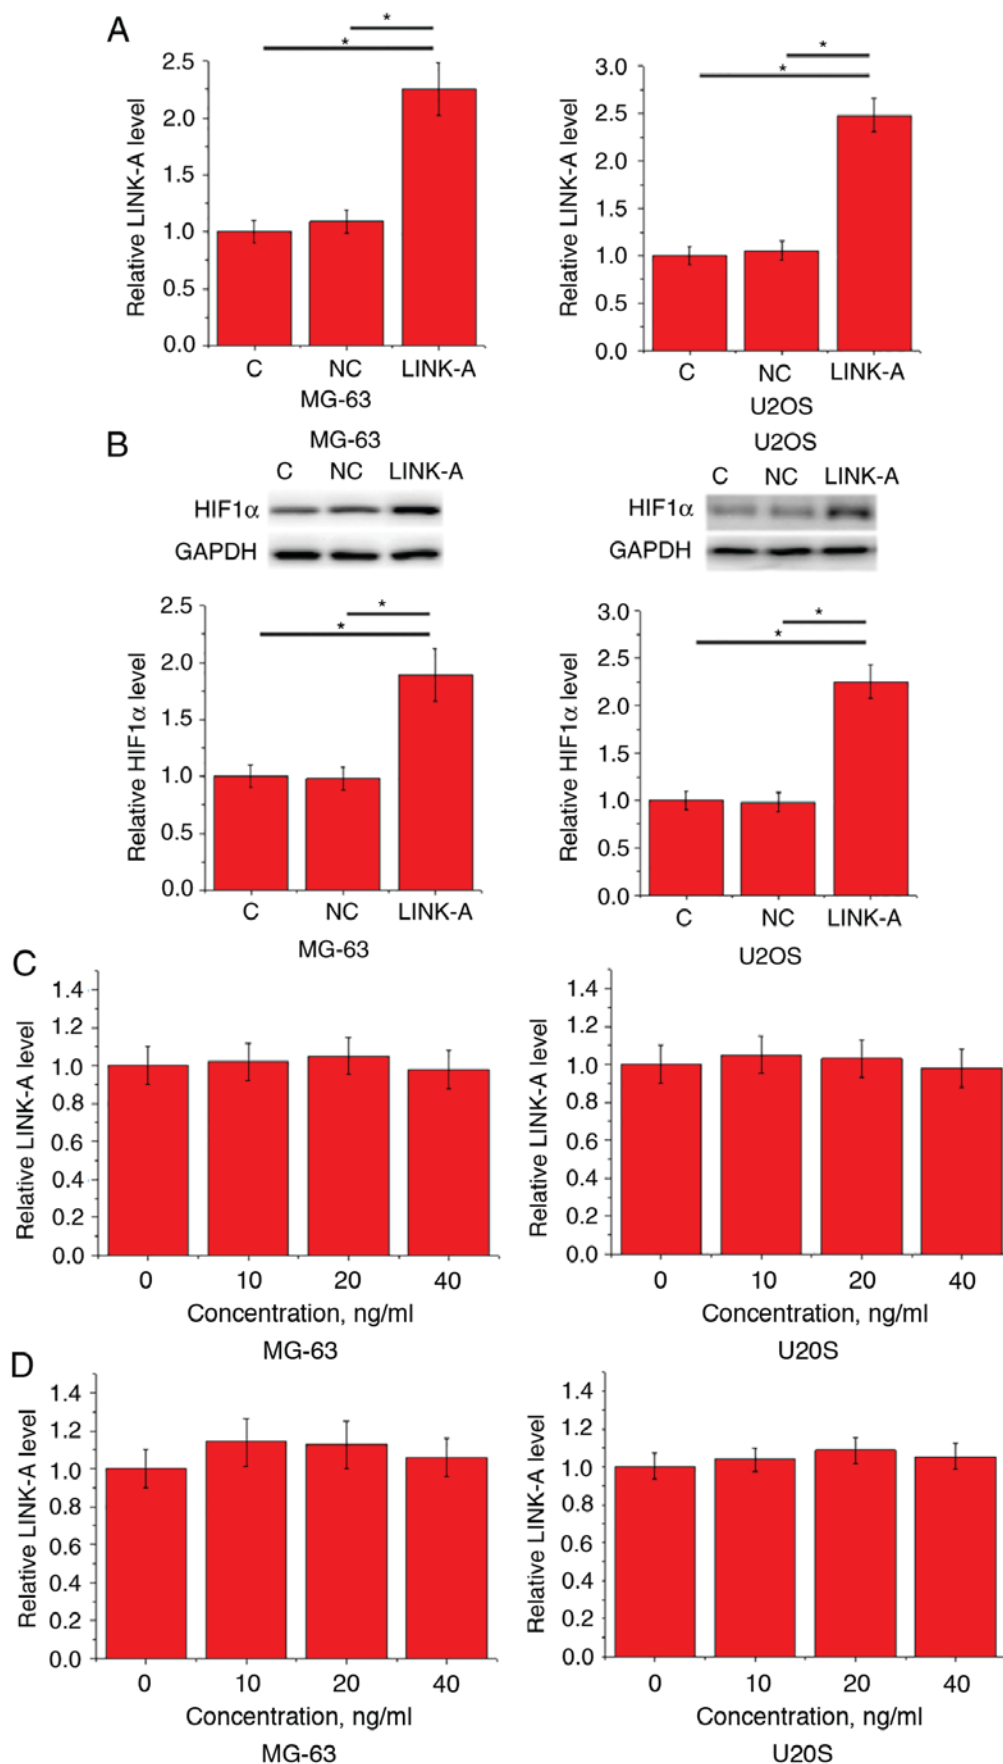 A
* *
* *
Relative LINK-A level
2.5
2.0
1.5
1.0
0.5
0.0
C NC LINK-A
MG-63
Relative LINK-A level
3.0
2.5
2.0
1.5
1.0
0.5
0.0
C NC LINK-A
U2OS
B
MG-63
C NC LINK-A
HIF1α
GAPDH
U2OS
C NC LINK-A
HIF1α
GAPDH
* *
* *
Relative HIF1α level
2.5
2.0
1.5
1.0
0.5
0.0
C NC LINK-A
MG-63
Relative HIF1α level
3.0
2.5
2.0
1.5
1.0
0.5
0.0
C NC LINK-A
U2OS
C
Relative LINK-A level
1.4
1.2
1.0
0.8
0.6
0.4
0.2
0.0
0 10 20 40
Concentration, ng/ml
MG-63
Relative LINK-A level
1.4
1.2
1.0
0.8
0.6
0.4
0.2
0.0
0 10 20 40
Concentration, ng/ml
U20S
D
Relative LINK-A level
1.4
1.2
1.0
0.8
0.6
0.4
0.2
0.0
0 10 20 40
Concentration, ng/ml
MG-63
Relative LINK-A level
1.4
1.2
1.0
0.8
0.6
0.4
0.2
0.0
0 10 20 40
Concentration, ng/ml
U20S